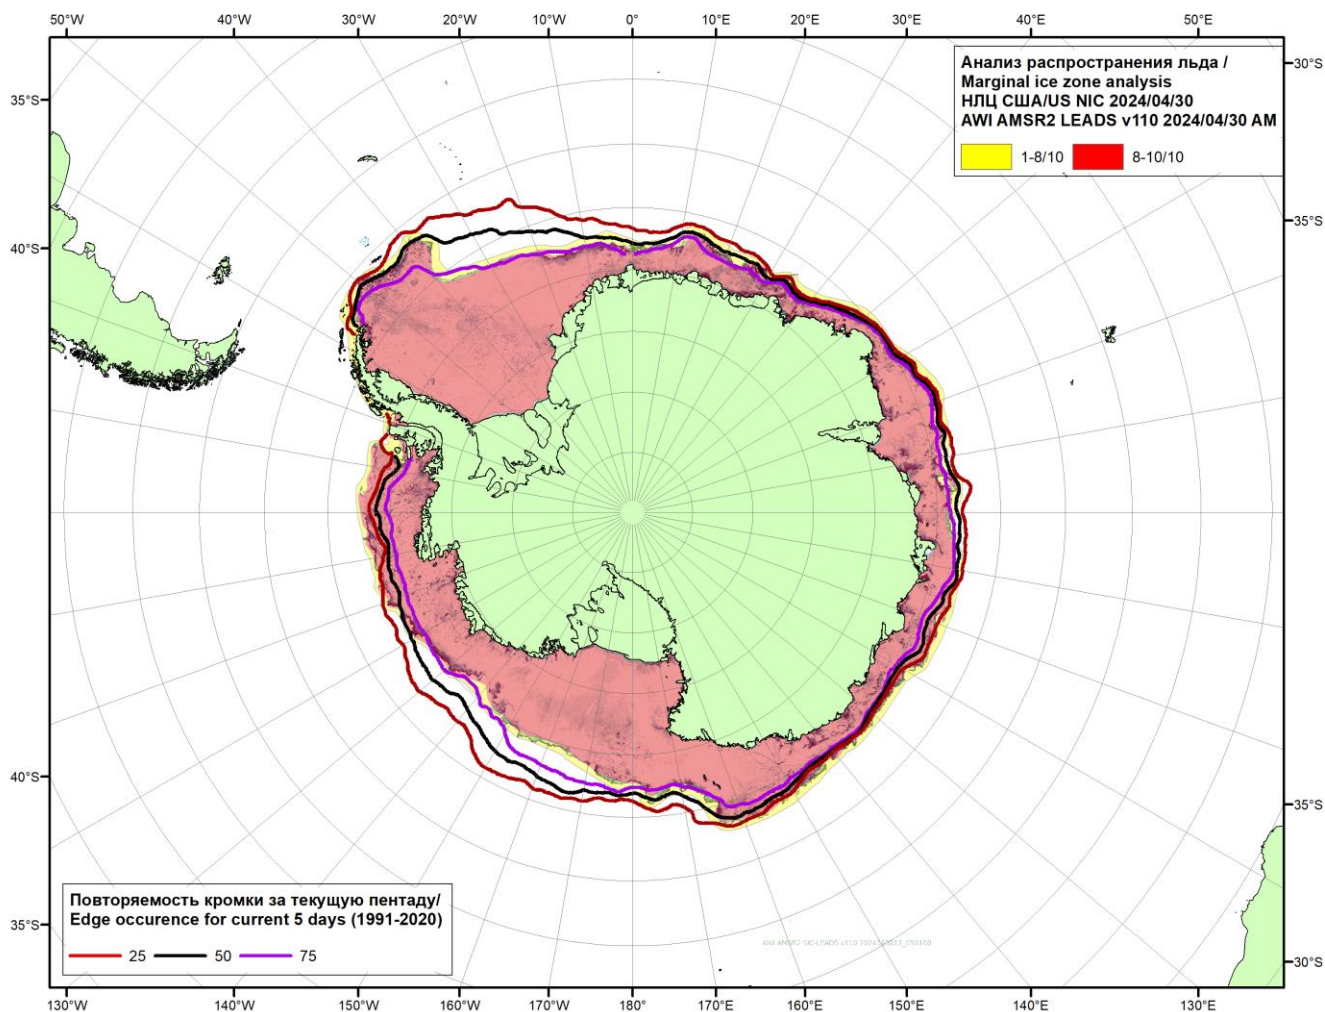 50°W 40°W 30°W 20°W 10°W 0° 10°E 20°E 30°E 40°E 50°E
Анализ распространения льда /
Marginal ice zone analysis
НЛЦ США/US NIC 2024/04/30
AWI AMSR2 LEADS v110 2024/04/30 AM
1-8/10 8-10/10
30°S
35°S
35°S
40°S
40°S
35°S
Повторяемость кромки за текущую пентаду/
Edge occurence for current 5 days (1991-2020)
25 50 75
35°S
30°S
130°W 140°W 150°W 160°W 170°W 180° 170°E 160°E 150°E 140°E 130°E